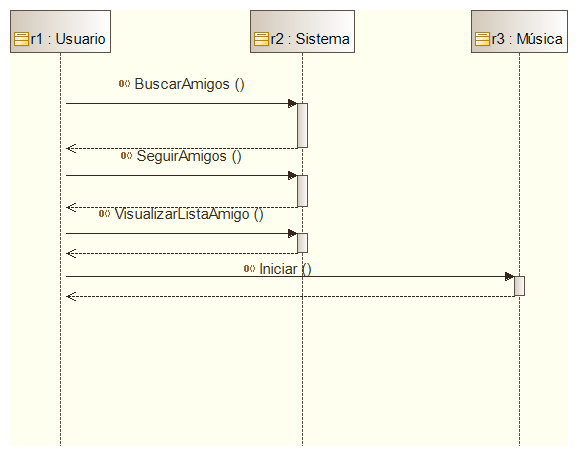 r1 : Usuario
r2 : Sistema
r3 : Música
BuscarAmigos ()
SeguirAmigos ()
VisualizarListaAmigo ()
Iniciar ()